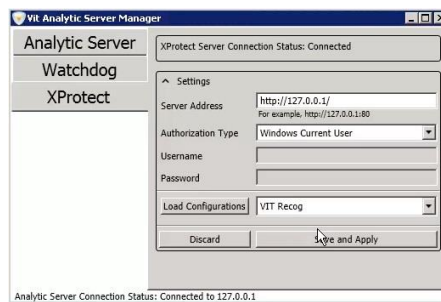 Vit Analytic Server Manager
Analytic Server
Watchdog
XProtect
XProtect Server Connection Status: Connected
Settings
Server Address
http://127.0.0.1/
For example, http://127.0.0.1:80
Authorization Type
Windows Current User
Username
Password
Load Configurations
VIT Recog
Discard
Save and Apply
Analytic Server Connection Status: Connected to 127.0.0.1